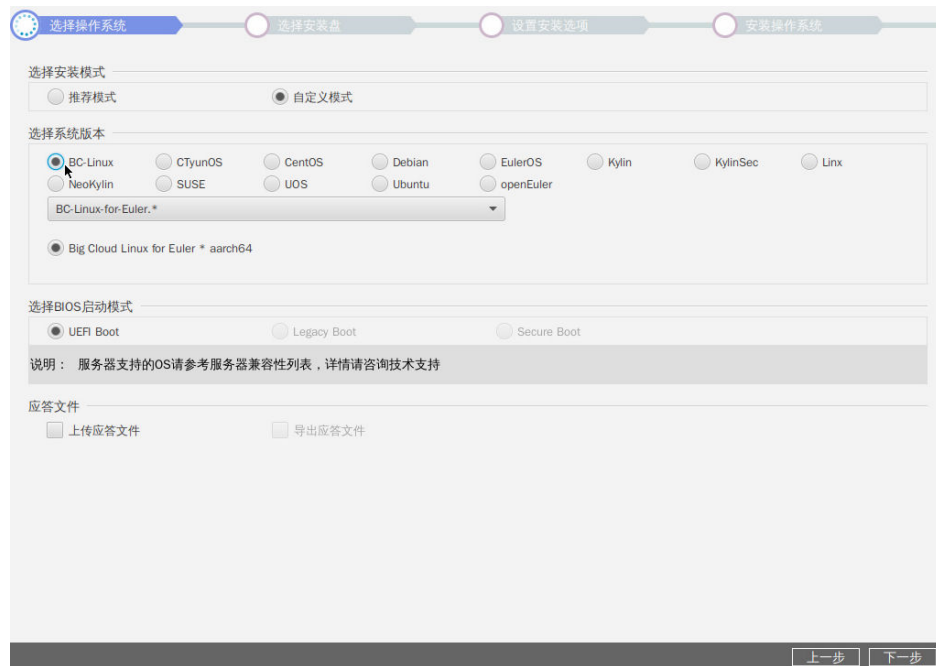 选择操作系统 选择安装盘 设置安装选项 安装操作系统
选择安装模式
推荐模式 自定义模式
选择系统版本
BC-Linux CTyunOS CentOS Debian EulerOS Kylin KylinSec Linx
NeoKylin SUSE UOS Ubuntu openEuler
BC-Linux-for-Euler.*
Big Cloud Linux for Euler * aarch64
选择BIOS启动模式
UEFI Boot Legacy Boot Secure Boot
说明： 服务器支持的OS请参考服务器兼容性列表，详情请咨询技术支持
应答文件
上传应答文件 导出应答文件
上一步 下一步